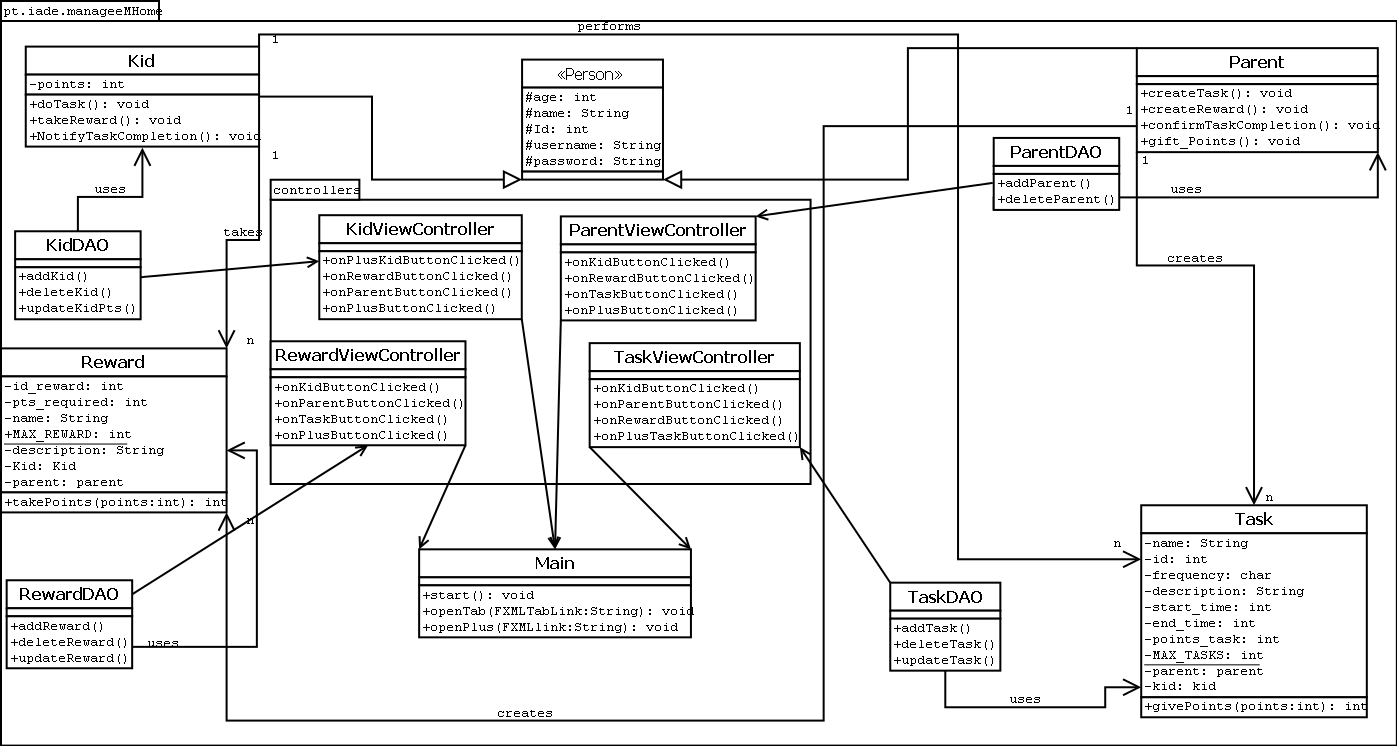 pt.iade.manageeMHome
performs
1
Kid
-points: int
+doTask(): void
+takeReward(): void
+NotifyTaskCompletion(): void
1
«Person»
#age: int
#name: String
#Id: int
#username: String
#password: String
Parent
+createTask(): void
+createReward(): void
+confirmTaskCompletion(): void
+gift_Points(): void
1
1
ParentDAO
+addParent()
+deleteParent()
uses
uses
KidDAO
+addKid()
+deleteKid()
+updateKidPts()
takes
controllers
KidViewController
+onPlusKidButtonClicked()
+onRewardButtonClicked()
+onParentButtonClicked()
+onPlusButtonClicked()
ParentViewController
+onKidButtonClicked()
+onRewardButtonClicked()
+onTaskButtonClicked()
+onPlusButtonClicked()
creates
n
Reward
-id_reward: int
-pts_required: int
-name: String
+MAX_REWARD: int
-description: String
-Kid: Kid
-parent: parent
+takePoints(points:int): int
n
RewardViewController
+onKidButtonClicked()
+onParentButtonClicked()
+onTaskButtonClicked()
+onPlusButtonClicked()
TaskViewController
+onKidButtonClicked()
+onParentButtonClicked()
+onRewardButtonClicked()
+onPlusTaskButtonClicked()
Main
+start(): void
+openTab(FXMLTabLink:String): void
+openPlus(FXMLlink:String): void
RewardDAO
+addReward()
+deleteReward()
+updateReward()
uses
TaskDAO
+addTask()
+deleteTask()
+updateTask()
uses
n
n
Task
-name: String
-id: int
-frequency: char
-description: String
-start_time: int
-end_time: int
-points_task: int
-MAX_TASKS: int
-parent: parent
-kid: kid
+givePoints(points:int): int
creates